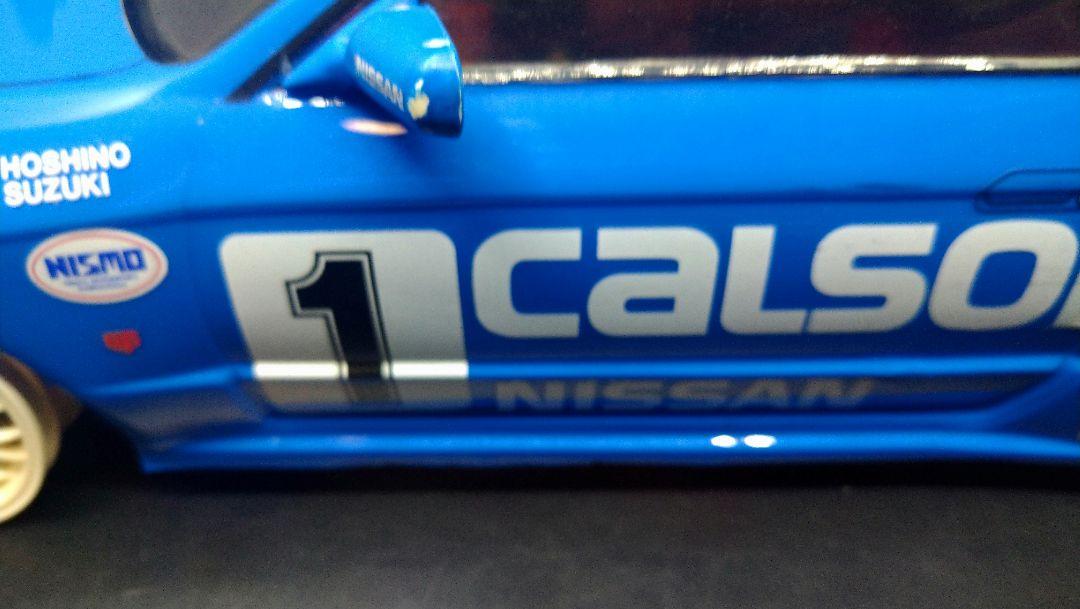 NISSAN
HOSHINO
SUZUKI
NISMO
1
CALSO
NISSAN